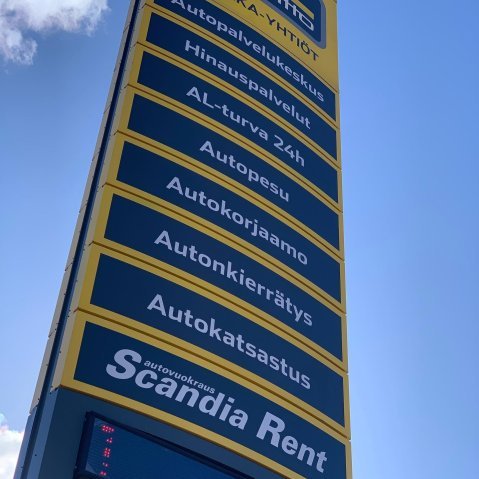 KA-YHTIÖT
Autopalvelukeskus
Hinauspalvelut
AL-turva 24h
Autopesu
Autokorjaamo
Autonkierrätys
Autokatsastus
autovuokraus
Scandia Rent